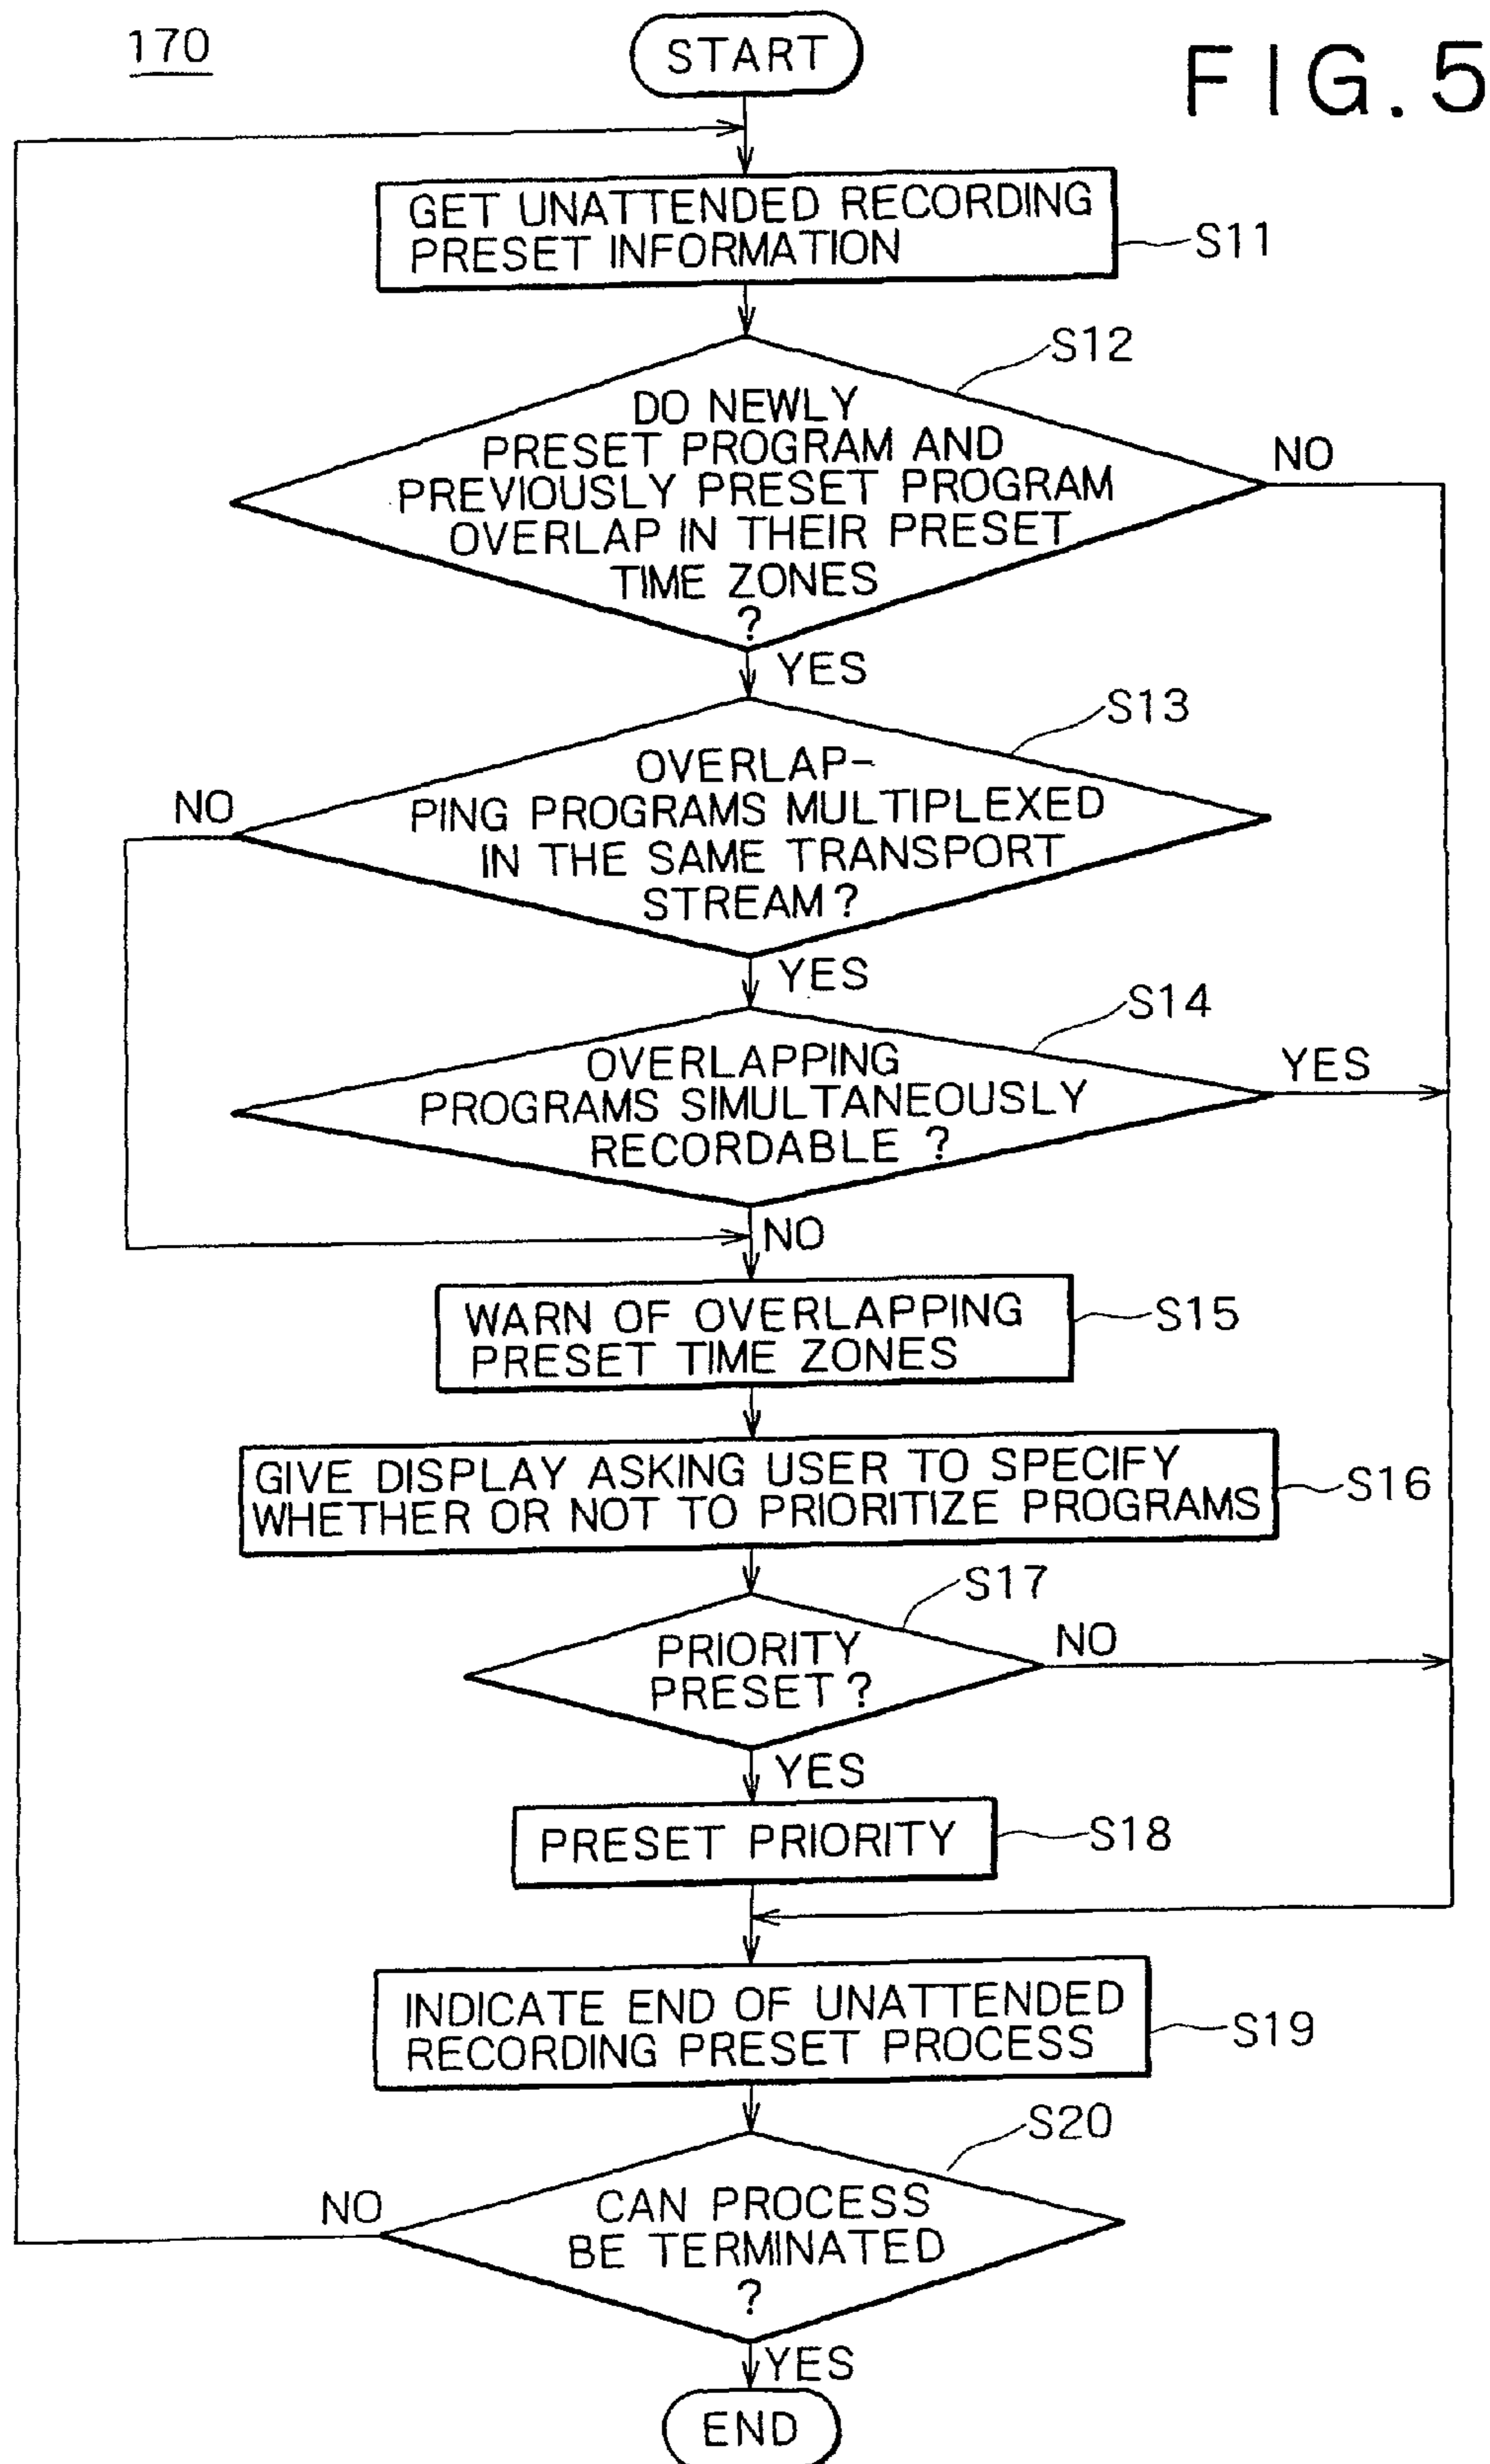 170
START
FIG. 5
GET UNATTENDED RECORDING
PRESET INFORMATION
S11
S12
DO NEWLY
PRESET PROGRAM AND
PREVIOUSLY PRESET PROGRAM
OVERLAP IN THEIR PRESET
TIME ZONES
?
NO
YES
S13
OVERLAP-
PING PROGRAMS MULTIPLEXED
IN THE SAME TRANSPORT
STREAM?
NO
YES
S14
OVERLAPPING
PROGRAMS SIMULTANEOUSLY
RECORDABLE ?
YES
NO
WARN OF OVERLAPPING
PRESET TIME ZONES
S15
GIVE DISPLAY ASKING USER TO SPECIFY
WHETHER OR NOT TO PRIORITIZE PROGRAMS
S16
S17
PRIORITY
PRESET ?
NO
YES
PRESET PRIORITY
S18
INDICATE END OF UNATTENDED
RECORDING PRESET PROCESS
S19
S20
CAN PROCESS
BE TERMINATED
?
NO
YES
END